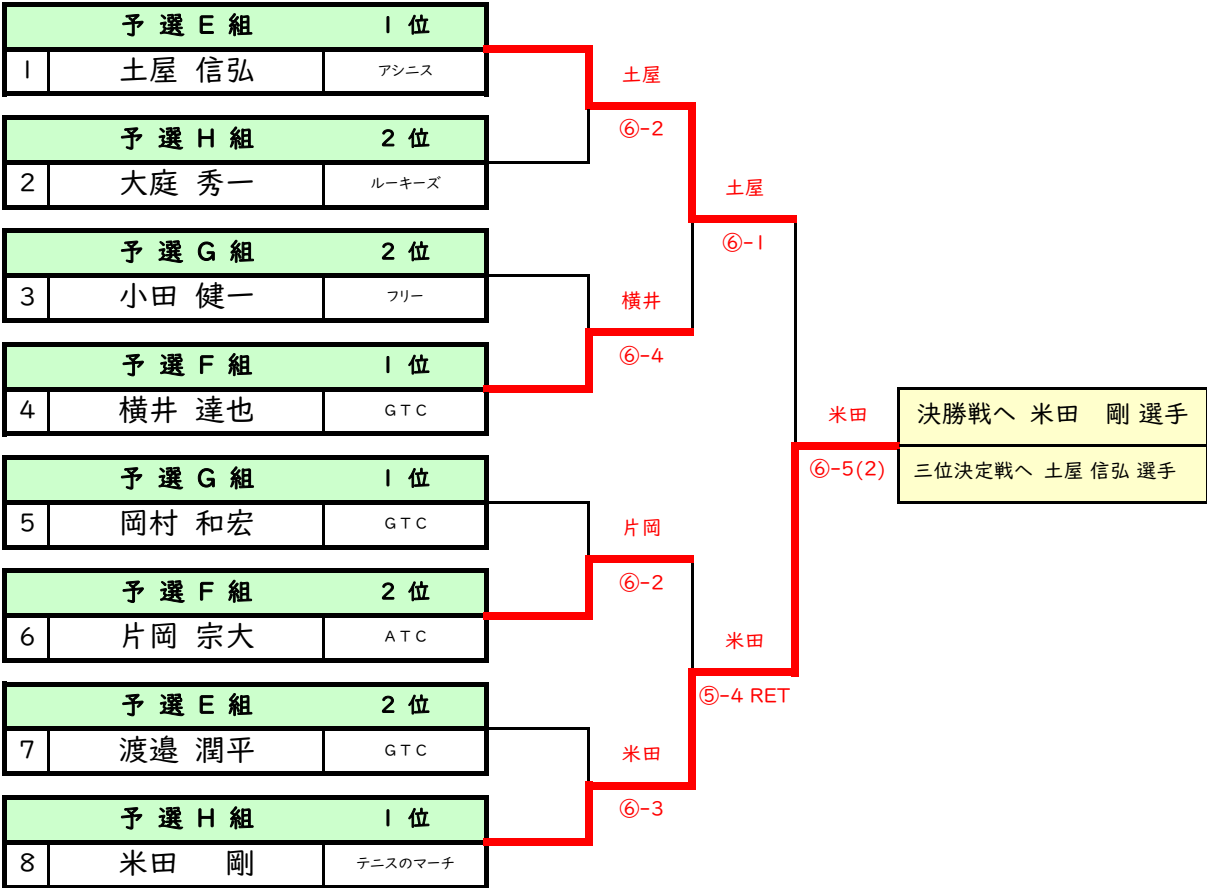 予選E組 1位
1 土屋 信弘 アシニス
予選H組 2位
2 大庭 秀一 ルーキーズ
予選G組 2位
3 小田 健一 フリー
予選F組 1位
4 横井 達也 GTC
予選G組 1位
5 岡村 和宏 GTC
予選F組 2位
6 片岡 宗大 ATC
予選E組 2位
7 渡邉 潤平 GTC
予選H組 1位
8 米田 剛 テニスのマーチ
土屋
⑥-2
横井
⑥-4
片岡
⑥-2
米田
⑥-3
土屋
⑥-1
米田
⑤-4 RET
米田
⑥-5(2)
決勝戦へ 米田 剛 選手
三位決定戦へ 土屋 信弘 選手